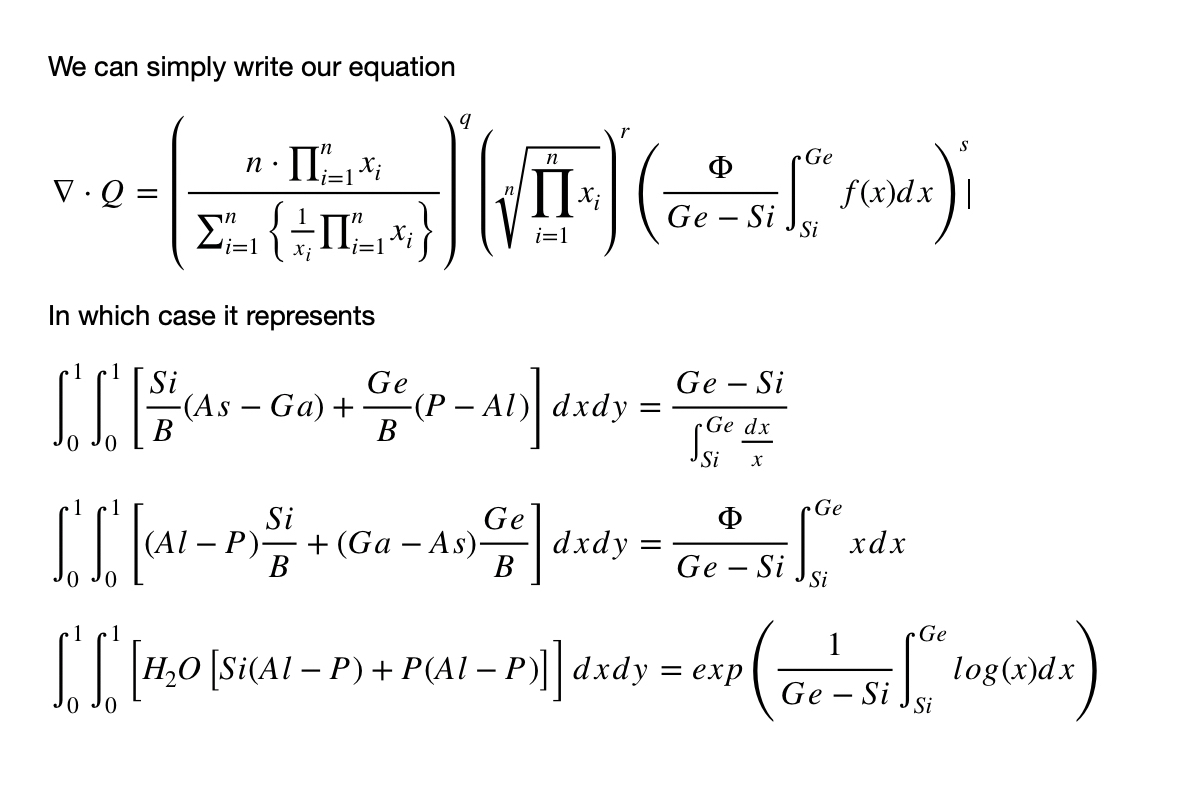 We can simply write our equation
$\nabla \cdot Q = \left( \frac{n \cdot \prod_{i=1}^{n} x_i}{\sum_{i=1}^{n} \left\{ \frac{1}{x_i} \prod_{i=1}^{n} x_i \right\}} \right)^q \left( \sqrt[n]{\prod_{i=1}^{n} x_i} \right)^r \left( \frac{\Phi}{Ge - Si} \int_{Si}^{Ge} f(x)dx \right)^s |$
In which case it represents
$\int_0^1 \int_0^1 \left[ \frac{Si}{B}(As - Ga) + \frac{Ge}{B}(P - Al) \right] dxdy = \frac{Ge - Si}{\int_{Si}^{Ge} \frac{dx}{x}}$
$\int_0^1 \int_0^1 \left[ (Al - P)\frac{Si}{B} + (Ga - As)\frac{Ge}{B} \right] dxdy = \frac{\Phi}{Ge - Si} \int_{Si}^{Ge} xdx$
$\int_0^1 \int_0^1 \left[ H_2O \left[ Si(Al - P) + P(Al - P) \right] \right] dxdy = exp \left( \frac{1}{Ge - Si} \int_{Si}^{Ge} log(x)dx \right)$